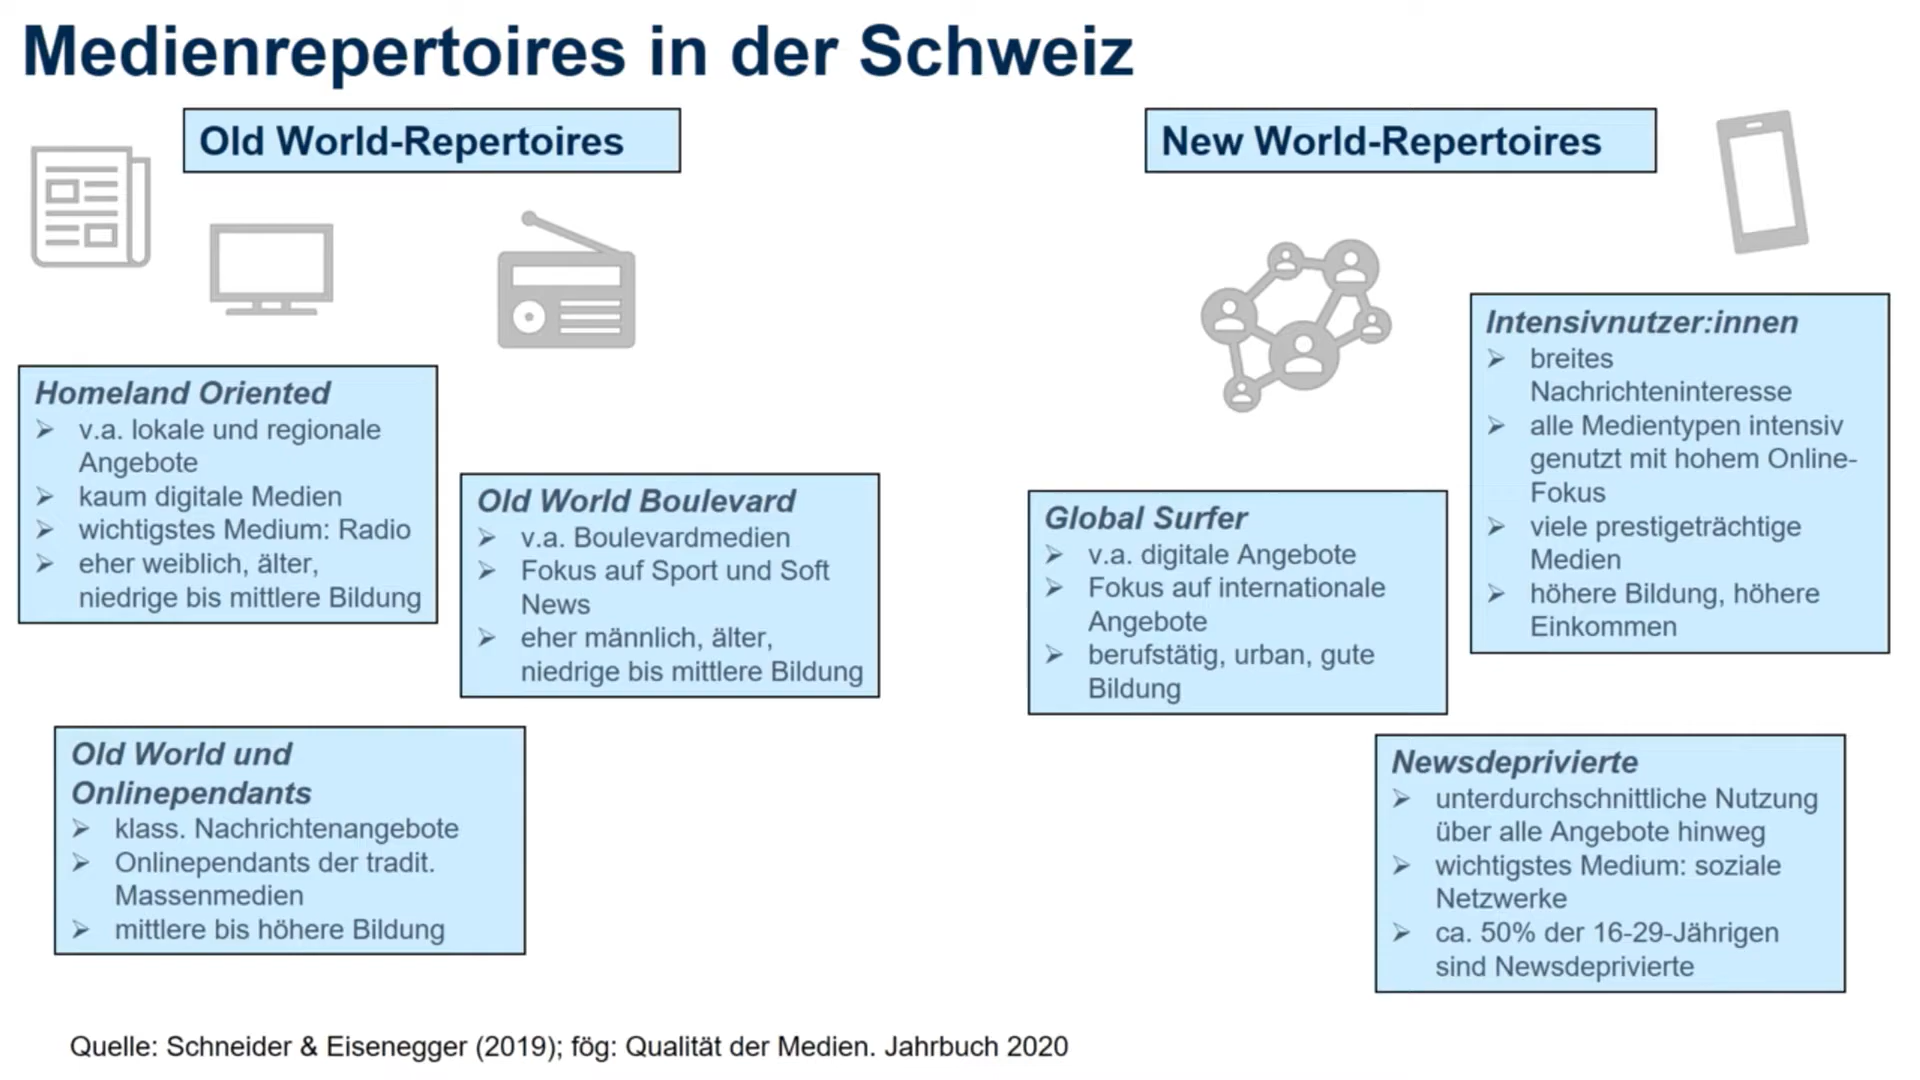 Medienrepertoires in der Schweiz
Old World-Repertoires
Homeland Oriented
➢ v.a. lokale und regionale
Angebote
➢ kaum digitale Medien
➢ wichtigstes Medium: Radio
➢ eher weiblich, älter,
niedrige bis mittlere Bildung
Old World Boulevard
➢ v.a. Boulevardmedien
➢ Fokus auf Sport und Soft
News
➢ eher männlich, älter,
niedrige bis mittlere Bildung
Old World und
Onlinependants
➢ klass. Nachrichtenangebote
➢ Onlinependants der tradit.
Massenmedien
➢ mittlere bis höhere Bildung
New World-Repertoires
Intensivnutzer:innen
➢ breites
Nachrichteninteresse
➢ alle Medientypen intensiv
genutzt mit hohem Online-
Fokus
➢ viele prestigeträchtige
Medien
➢ höhere Bildung, höhere
Einkommen
Global Surfer
➢ v.a. digitale Angebote
➢ Fokus auf internationale
Angebote
➢ berufstätig, urban, gute
Bildung
Newsdeprivierte
➢ unterdurchschnittliche Nutzung
über alle Angebote hinweg
➢ wichtigstes Medium: soziale
Netzwerke
➢ ca. 50% der 16-29-Jährigen
sind Newsdeprivierte
Quelle: Schneider & Eisenegger (2019); fög: Qualität der Medien. Jahrbuch 2020